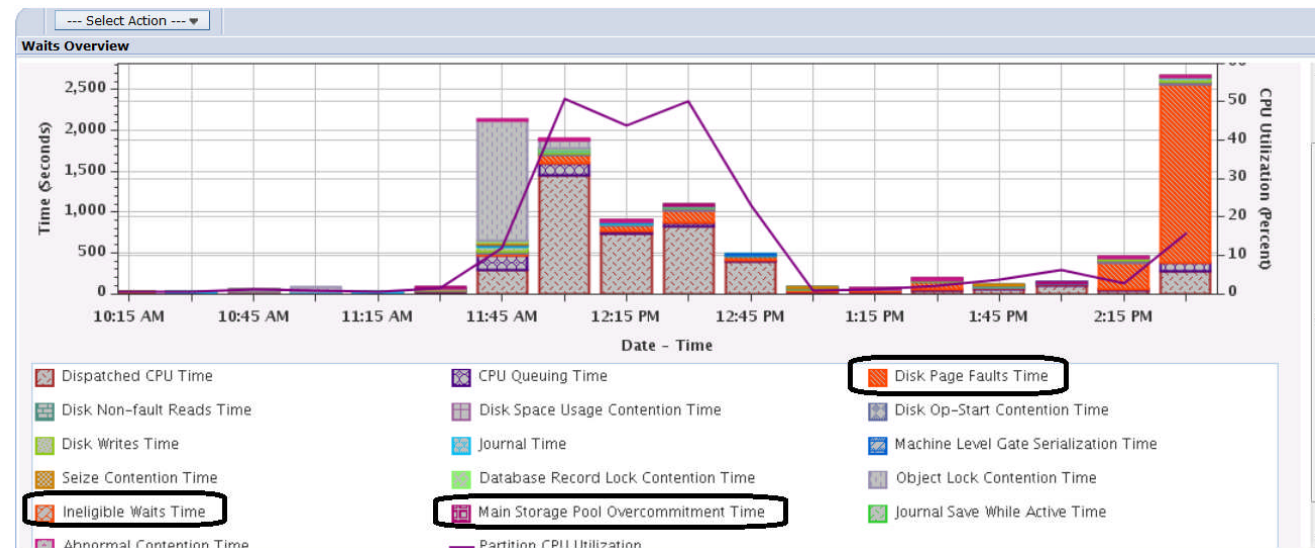 --- Select Action ---
Waits Overview
2,500
2,000
1,500
1,000
500
0
Time (Seconds)
50
40
30
20
10
0
CPU Utilization (Percent)
10:15 AM 10:45 AM 11:15 AM 11:45 AM 12:15 PM 12:45 PM 1:15 PM 1:45 PM 2:15 PM
Date - Time
Dispatched CPU Time CPU Queuing Time Disk Page Faults Time
Disk Non-fault Reads Time Disk Space Usage Contention Time Disk Op-Start Contention Time
Disk Writes Time Journal Time Machine Level Gate Serialization Time
Seize Contention Time Database Record Lock Contention Time Object Lock Contention Time
Ineligible Waits Time Main Storage Pool Overcommitment Time Journal Save While Active Time
Abnormal Contention Time Partition CPU Utilization